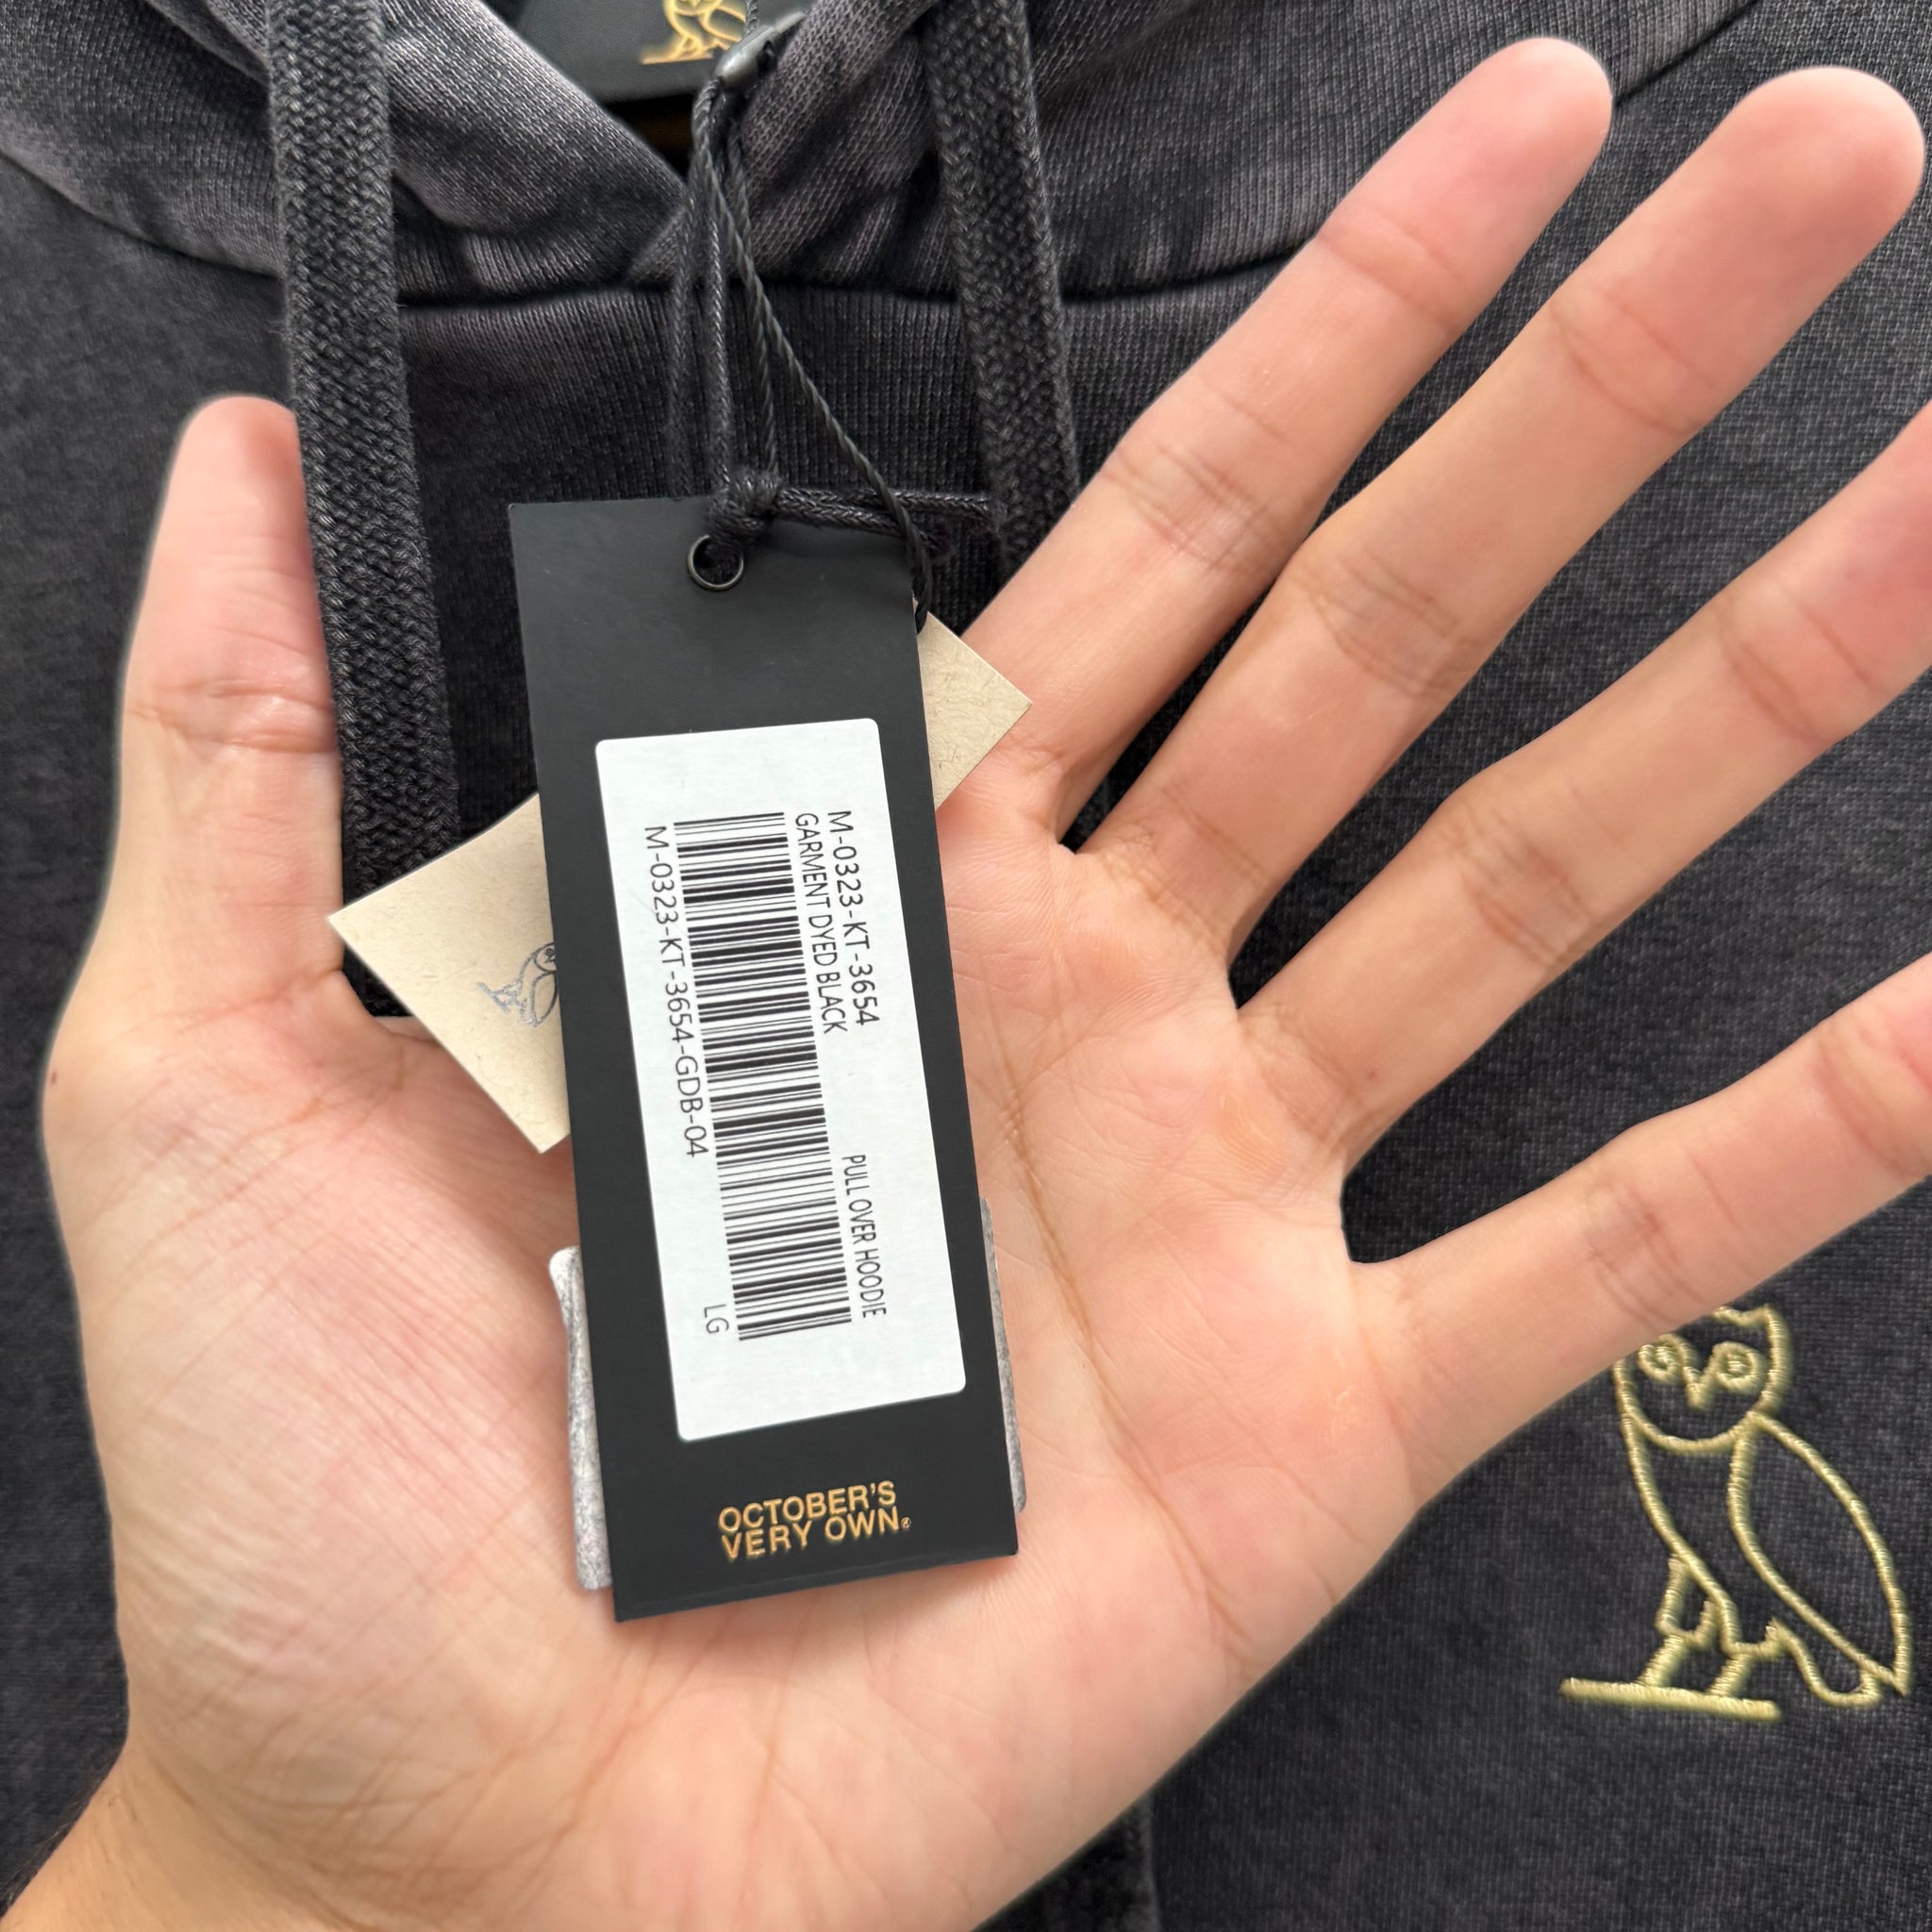 M-0323-KT-3654
PULL OVER HOODIE
GARMENT DYED BLACK
M-0323-KT-3654-GDB-04
LG
OCTOBER'S
VERY OWN®